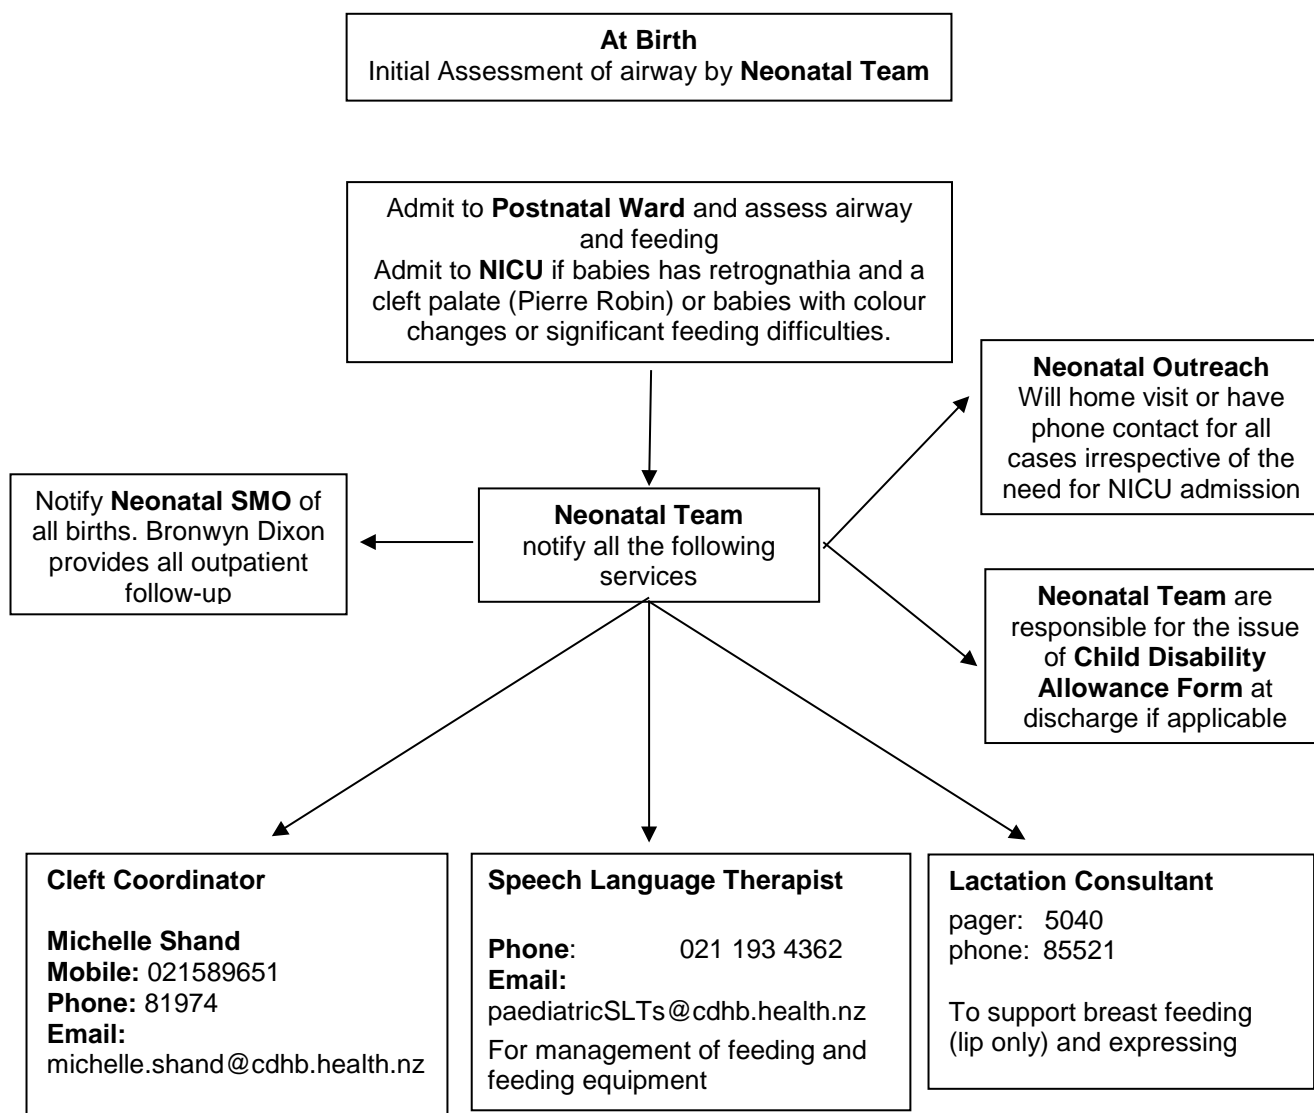 At Birth
Initial Assessment of airway by Neonatal Team
Admit to Postnatal Ward and assess airway
and feeding
Admit to NICU if babies has retrognathia and a
cleft palate (Pierre Robin) or babies with colour
changes or significant feeding difficulties.
Neonatal Outreach
Will home visit or have
phone contact for all
cases irrespective of the
need for NICU admission
Notify Neonatal SMO of
all births. Bronwyn Dixon
provides all outpatient
follow-up
Neonatal Team
notify all the following
services
Neonatal Team are
responsible for the issue
of Child Disability
Allowance Form at
discharge if applicable
Cleft Coordinator
Michelle Shand
Mobile: 021589651
Phone: 81974
Email:
michelle.shand@cdhb.health.nz
Speech Language Therapist
Phone: 021 193 4362
Email:
paediatricSLTs@cdhb.health.nz
For management of feeding and
feeding equipment
Lactation Consultant
pager: 5040
phone: 85521
To support breast feeding
(lip only) and expressing